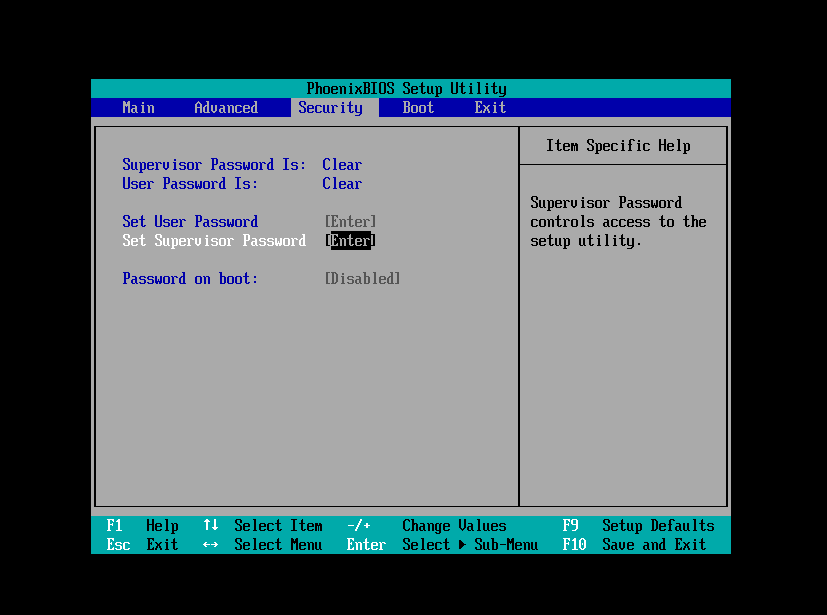 PhoenixBIOS Setup Utility
Main Advanced Security Boot Exit
Item Specific Help
Supervisor Password Is: Clear
User Password Is: Clear
Set User Password [Enter]
Set Supervisor Password [Enter]
Password on boot: [Disabled]
Supervisor Password
controls access to the
setup utility.
F1 Help ↑↓ Select Item -/+ Change Values F9 Setup Defaults
Esc Exit ↔ Select Menu Enter Select ▶ Sub-Menu F10 Save and Exit